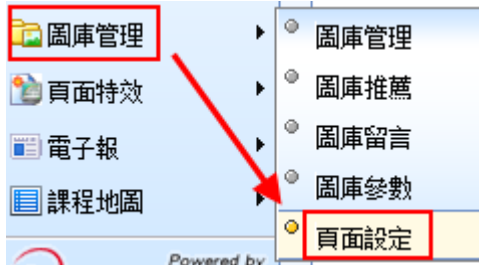 圖庫管理
頁面特效
電子報
課程地圖
Powered by
圖庫管理
圖庫推薦
圖庫留言
圖庫參數
頁面設定